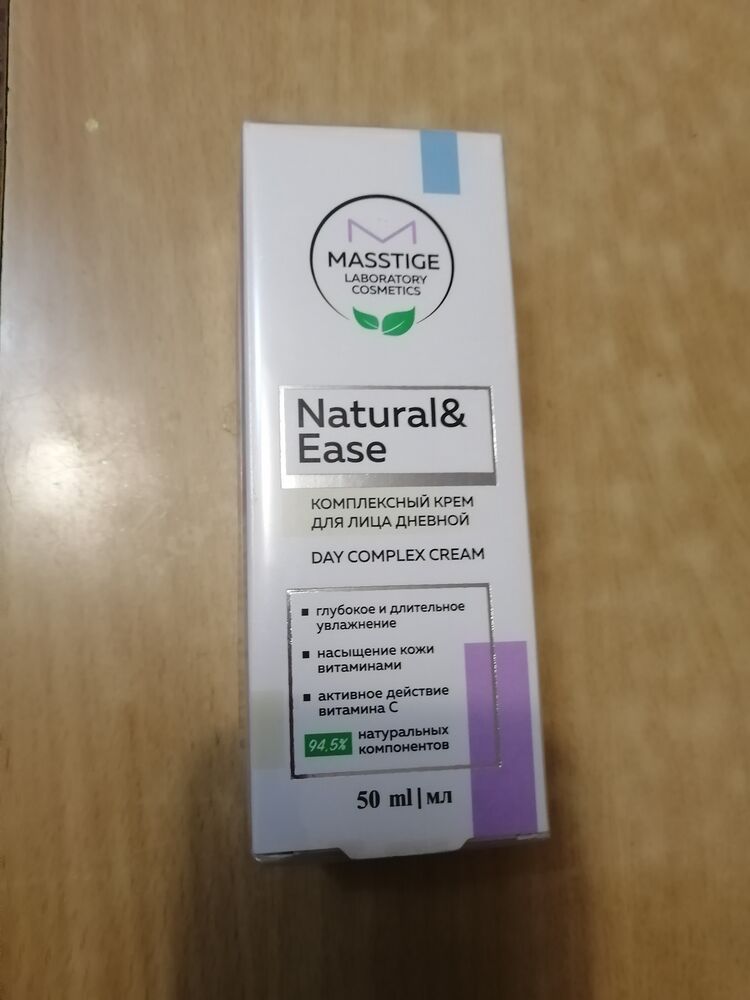 MASSTIGE
LABORATORY
COSMETICS
Natural&
Ease
КОМПЛЕКСНЫЙ КРЕМ
ДЛЯ ЛИЦА ДНЕВНОЙ
DAY COMPLEX CREAM
глубокое и длительное
увлажнение
насыщение кожи
витаминами
активное действие
витамина С
94,5% натуральных
компонентов
50 ml|мл